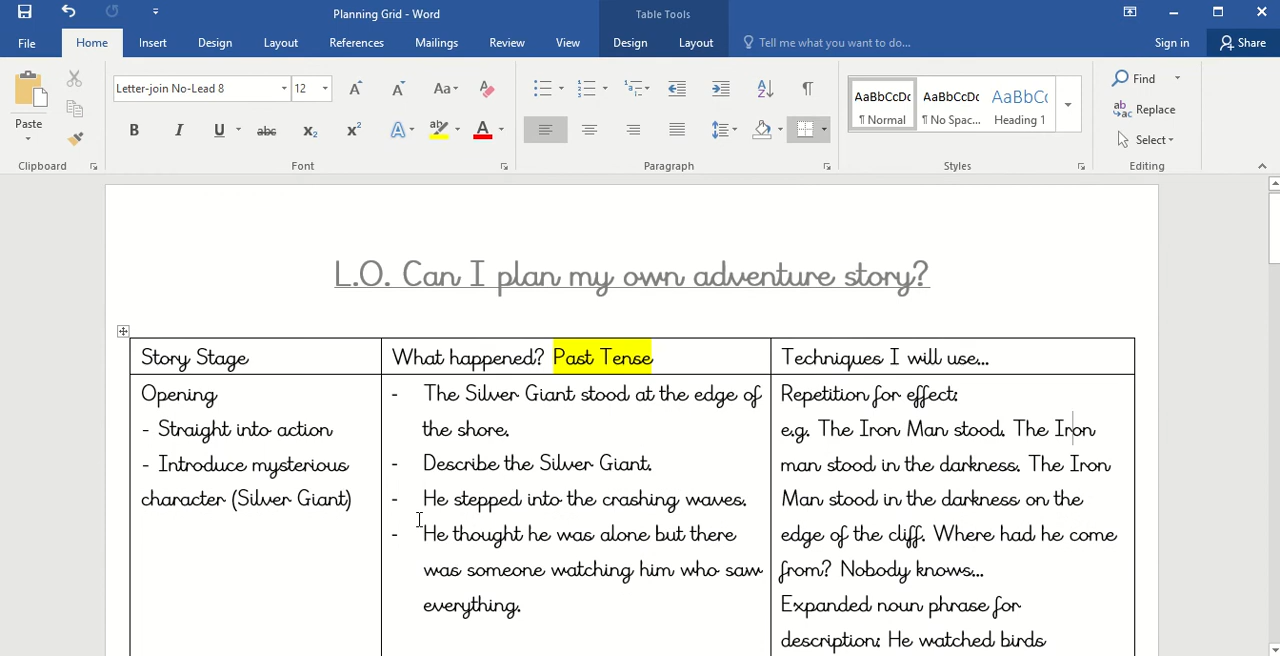 Planning Grid - Word
Table Tools
File Home Insert Design Layout References Mailings Review View Design Layout Tell me what you want to do... Sign in Share
Paste
Letter-join No-Lead 8 12
Aa
B I U abc x₂ x² A ab A
AaBbCcDc AaBbCcDc AaBbCc
¶ Normal ¶ No Spac... Heading 1
Find
Replace
Select
Clipboard Font Paragraph Styles Editing
L.O. Can I plan my own adventure story?
Story Stage
What happened? Past Tense
Techniques I will use...
Opening
- Straight into action
- Introduce mysterious
character (Silver Giant)
- The Silver Giant stood at the edge of
the shore.
- Describe the Silver Giant.
- He stepped into the crashing waves.
- He thought he was alone but there
was someone watching him who saw
everything.
Repetition for effect:
e.g. The Iron Man stood. The Iron
man stood in the darkness. The Iron
Man stood in the darkness on the
edge of the cliff. Where had he come
from? Nobody knows...
Expanded noun phrase for
description: He watched birds